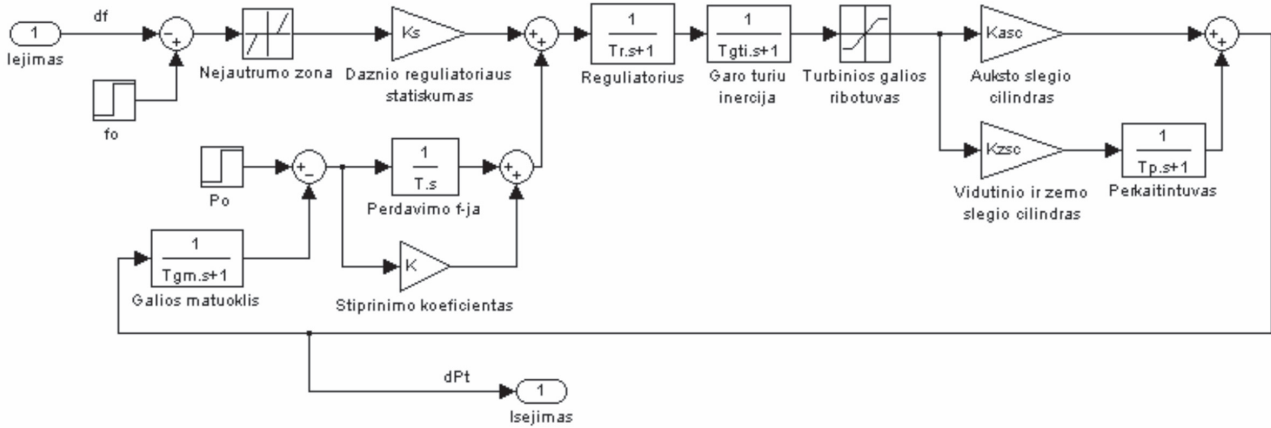 1
Iejimas
df
fo
Nejautrumo zona
Ks
Daznio reguliatoriaus
statiskumas
1
Tr.s+1
Reguliatorius
1
Tgti.s+1
Garo turiu
inercija
Turbinios galios
ribotuvas
Kasc
Auksto slegio
cilindras
Kzsc
Vidutinio ir zemo
slegio cilindras
1
Tp.s+1
Perkaitintuvas
Po
1
T.s
Perdavimo f-ja
K
Stiprinimo koeficientas
1
Tgm.s+1
Galios matuoklis
dPt
1
Isejimas